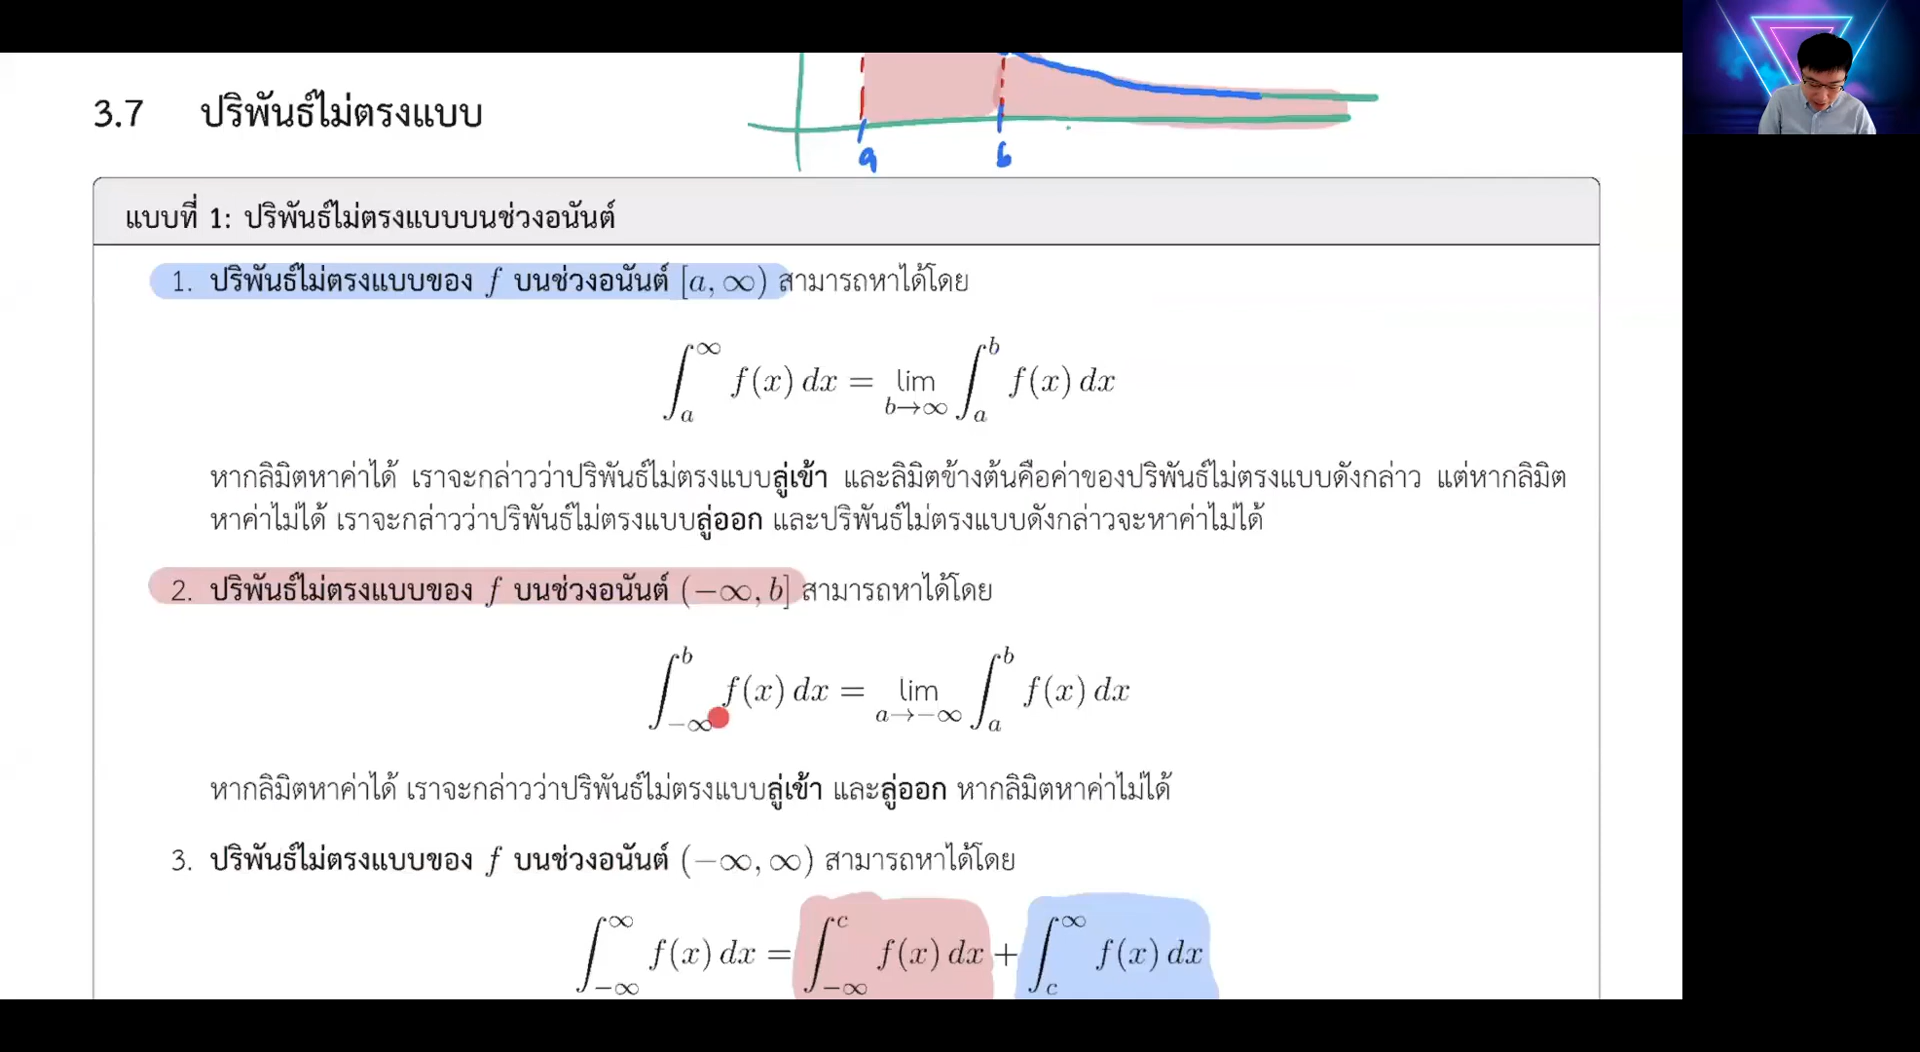 3.7 ปริพันธ์ไม่ตรงแบบ
a b
แบบที่ 1: ปริพันธ์ไม่ตรงแบบบนช่วงอนันต์
1. ปริพันธ์ไม่ตรงแบบของ f บนช่วงอนันต์ [a, ∞) สามารถหาได้โดย
∫_a^∞ f(x) dx = lim_{b→∞} ∫_a^b f(x) dx
หากลิมิตหาค่าได้ เราจะกล่าวว่าปริพันธ์ไม่ตรงแบบลู่เข้า และลิมิตข้างต้นคือค่าของปริพันธ์ไม่ตรงแบบดังกล่าว แต่หากลิมิต
หาค่าไม่ได้ เราจะกล่าวว่าปริพันธ์ไม่ตรงแบบลู่ออก และปริพันธ์ไม่ตรงแบบดังกล่าวจะหาค่าไม่ได้
2. ปริพันธ์ไม่ตรงแบบของ f บนช่วงอนันต์ (−∞, b] สามารถหาได้โดย
∫_{−∞}^b f(x) dx = lim_{a→−∞} ∫_a^b f(x) dx
หากลิมิตหาค่าได้ เราจะกล่าวว่าปริพันธ์ไม่ตรงแบบลู่เข้า และลู่ออก หากลิมิตหาค่าไม่ได้
3. ปริพันธ์ไม่ตรงแบบของ f บนช่วงอนันต์ (−∞, ∞) สามารถหาได้โดย
∫_{−∞}^∞ f(x) dx = ∫_{−∞}^c f(x) dx + ∫_c^∞ f(x) dx